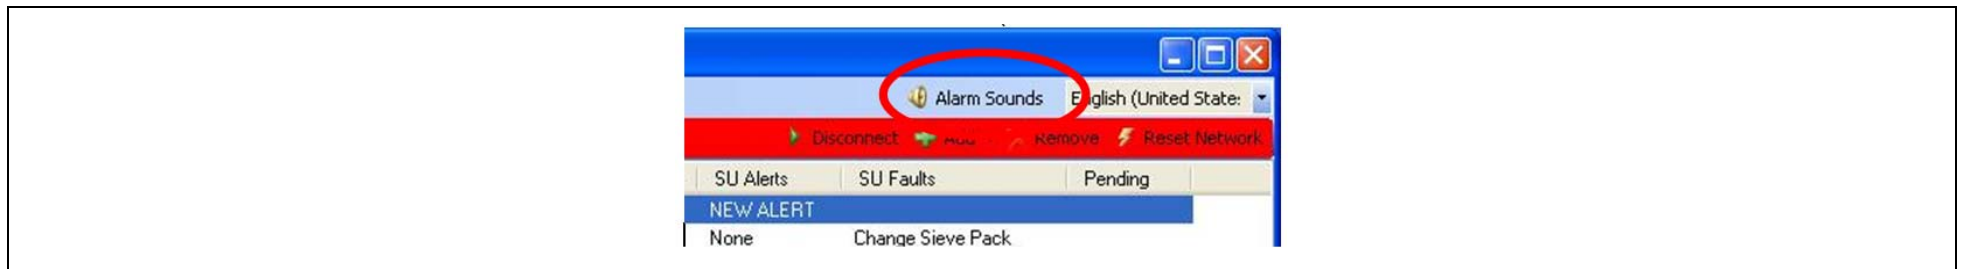 Alarm Sounds English (United State:
Disconnect Add Remove Reset Network
SU Alerts SU Faults Pending
NEW ALERT
None Change Sieve Pack